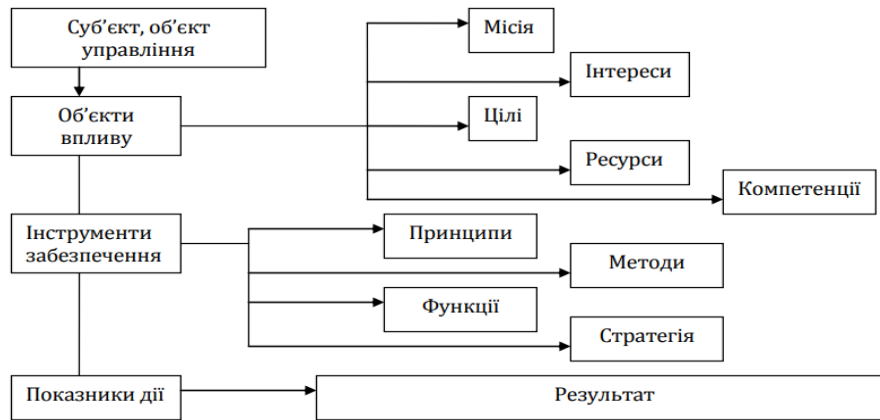 Суб’єкт, об’єкт
управління
Місія
Інтереси
Об’єкти
впливу
Цілі
Ресурси
Компетенції
Інструменти
забезпечення
Принципи
Методи
Функції
Стратегія
Показники дії
Результат